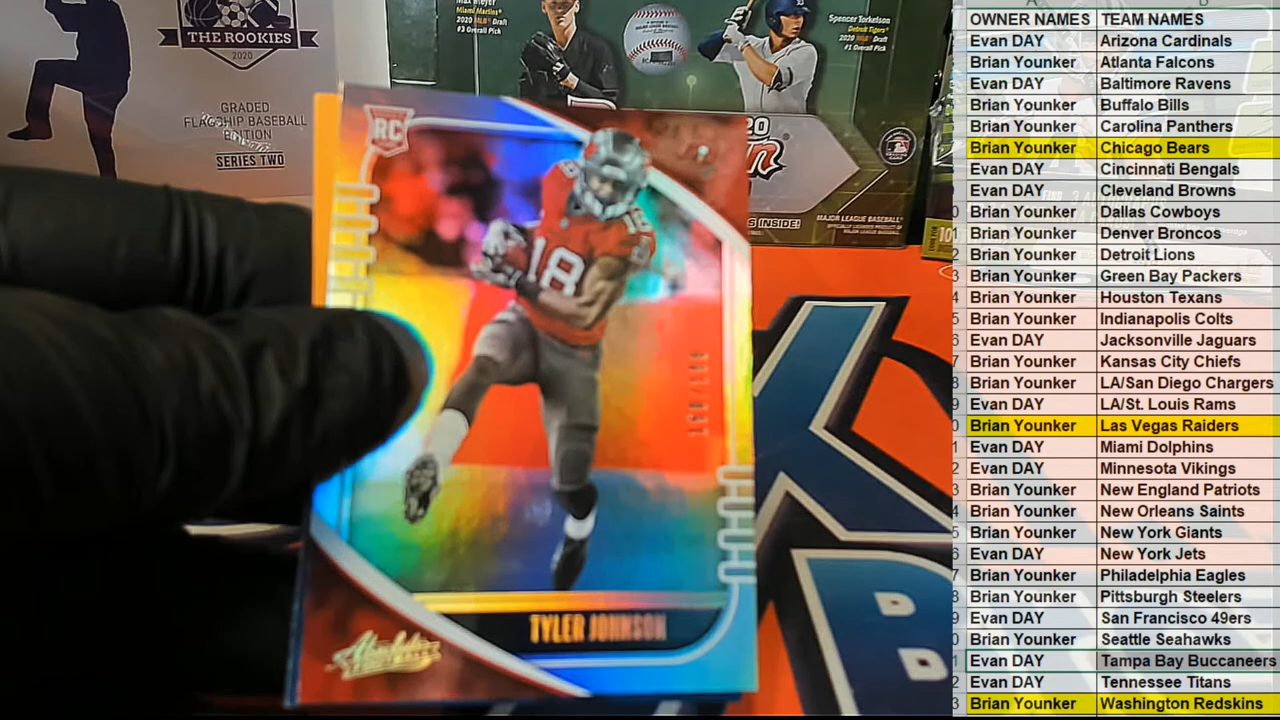 THE ROOKIES
2020
GRADED
FLAGSHIP BASEBALL
EDITION
SERIES TWO
Max Meyer
Miami Marlins
2020 MLB Draft
#3 Overall Pick
Spencer Torkelson
Detroit Tigers
2020 MLB Draft
#1 Overall Pick
20
S INSIDE!
MAJOR LEAGUE BASEBALL
RC
18
TYLER JOHNSON
Absolute
FOOTBALL
K
B
OWNER NAMES TEAM NAMES
Evan DAY Arizona Cardinals
Brian Younker Atlanta Falcons
Evan DAY Baltimore Ravens
Brian Younker Buffalo Bills
Brian Younker Carolina Panthers
Brian Younker Chicago Bears
Evan DAY Cincinnati Bengals
Evan DAY Cleveland Browns
Brian Younker Dallas Cowboys
Brian Younker Denver Broncos
Brian Younker Detroit Lions
Brian Younker Green Bay Packers
Brian Younker Houston Texans
Brian Younker Indianapolis Colts
Evan DAY Jacksonville Jaguars
Brian Younker Kansas City Chiefs
Brian Younker LA/San Diego Chargers
Evan DAY LA/St. Louis Rams
Brian Younker Las Vegas Raiders
Evan DAY Miami Dolphins
Evan DAY Minnesota Vikings
Brian Younker New England Patriots
Brian Younker New Orleans Saints
Brian Younker New York Giants
Evan DAY New York Jets
Brian Younker Philadelphia Eagles
Brian Younker Pittsburgh Steelers
Evan DAY San Francisco 49ers
Brian Younker Seattle Seahawks
Evan DAY Tampa Bay Buccaneers
Evan DAY Tennessee Titans
Brian Younker Washington Redskins